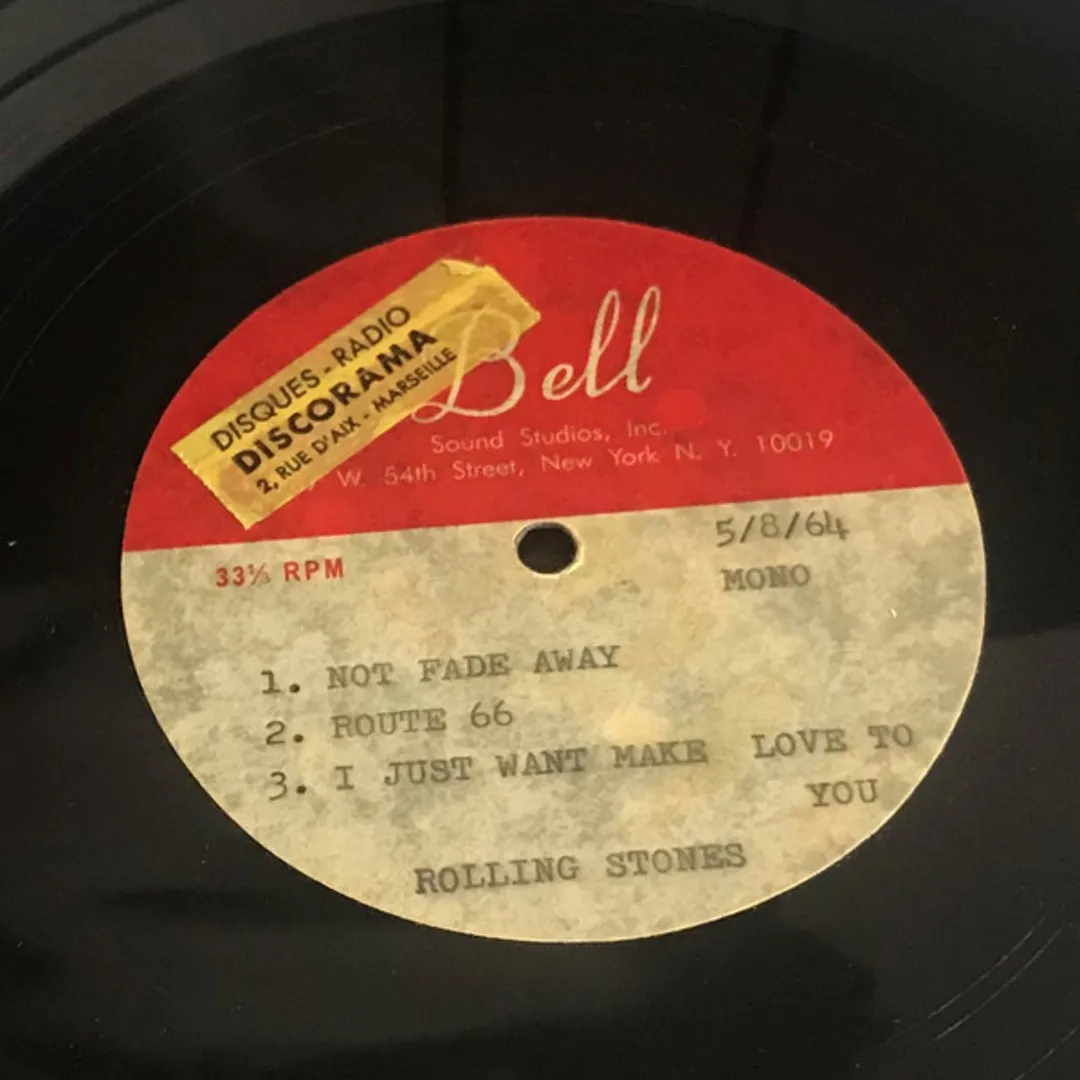 DISQUES - RADIO
DISCORAMA
2, RUE D'AIX - MARSEILLE
Bell
Sound Studios, Inc.
W. 54th Street, New York N. Y. 10019
33⅓ RPM
5/8/64
MONO
1. NOT FADE AWAY
2. ROUTE 66
3. I JUST WANT MAKE LOVE TO
YOU
ROLLING STONES